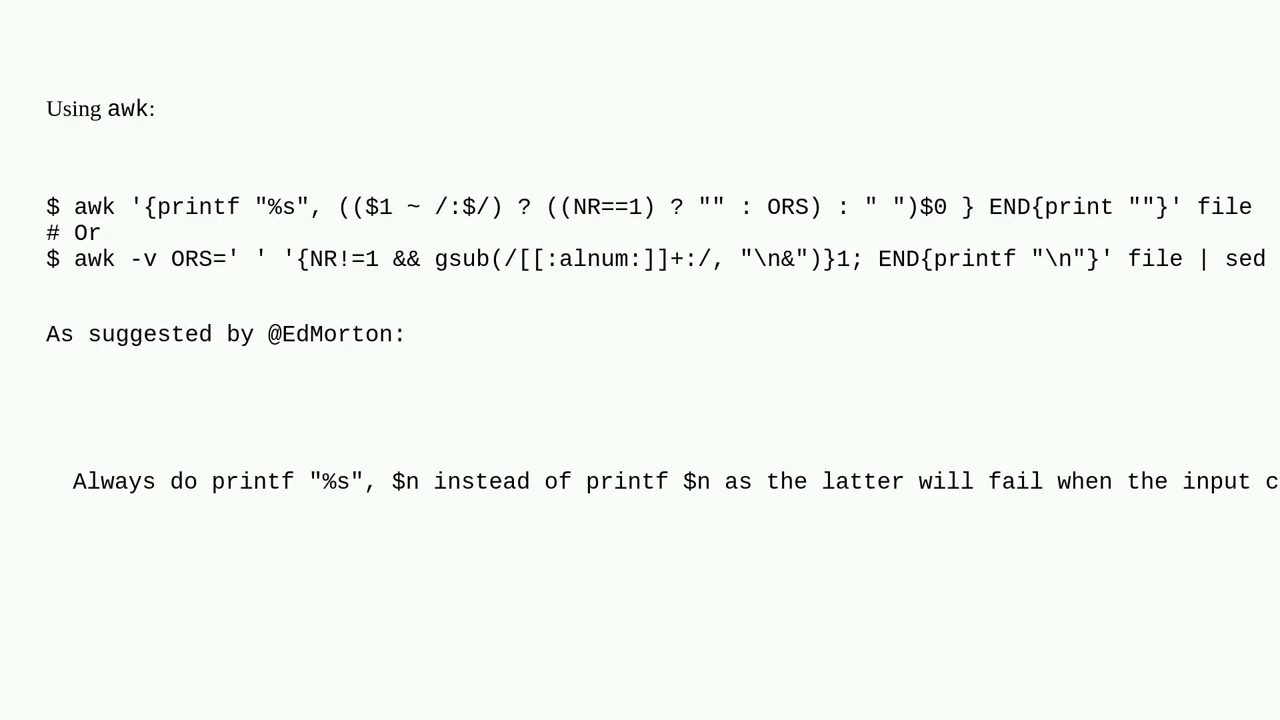 Using awk:
$ awk '{printf "%s", (($1 ~ /:$/) ? ((NR==1) ? "" : ORS) : " ")$0 } END{print ""}' file
# Or
$ awk -v ORS=' ' '{NR!=1 && gsub(/[[:alnum:]]+:/, "\n&")}1; END{printf "\n"}' file | sed
As suggested by @EdMorton:
Always do printf "%s", $n instead of printf $n as the latter will fail when the input c